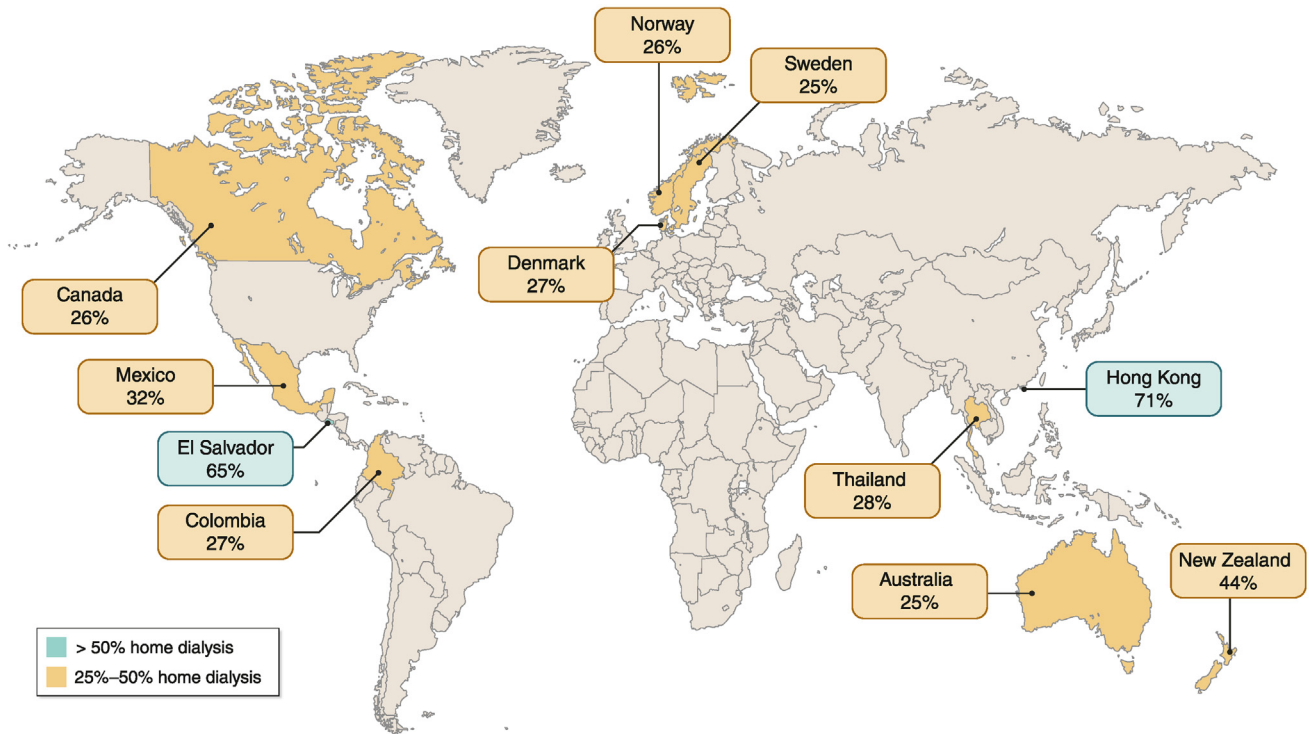 Norway
26%
Sweden
25%
Denmark
27%
Canada
26%
Mexico
32%
Hong Kong
71%
El Salvador
65%
Thailand
28%
Colombia
27%
New Zealand
44%
Australia
25%
> 50% home dialysis
25%–50% home dialysis